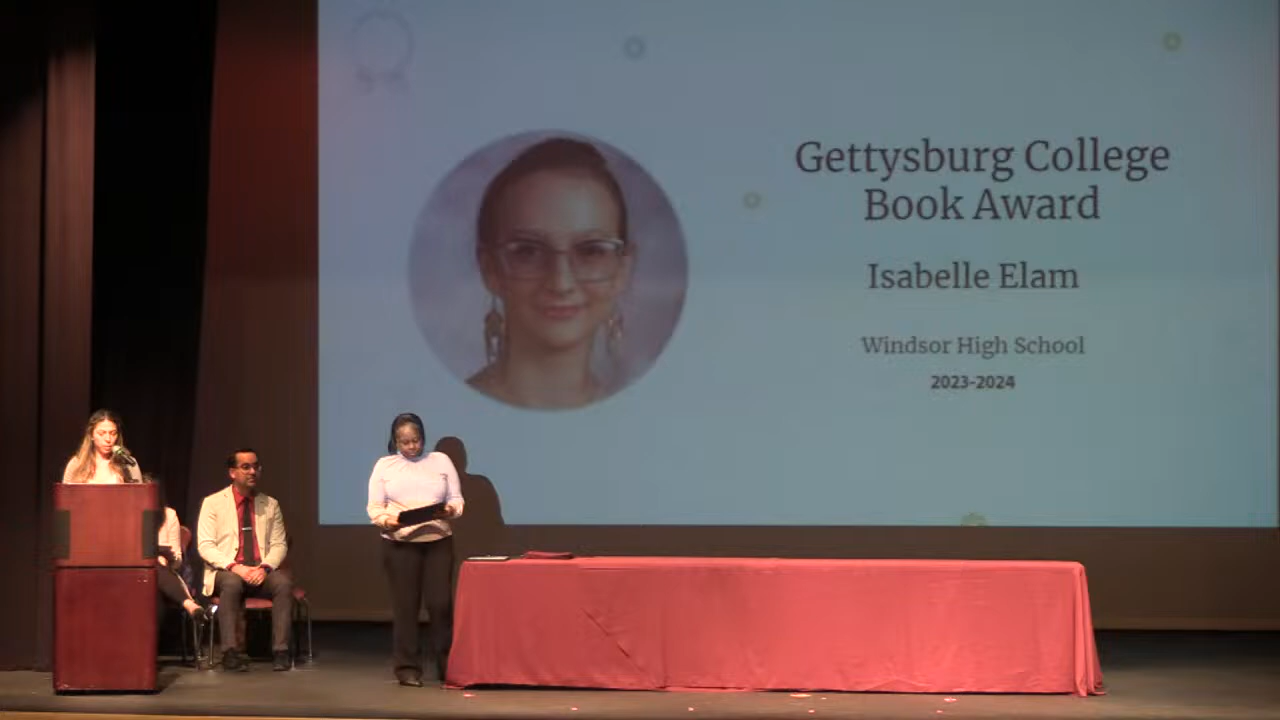 Gettysburg College
Book Award
Isabelle Elam
Windsor High School
2023-2024